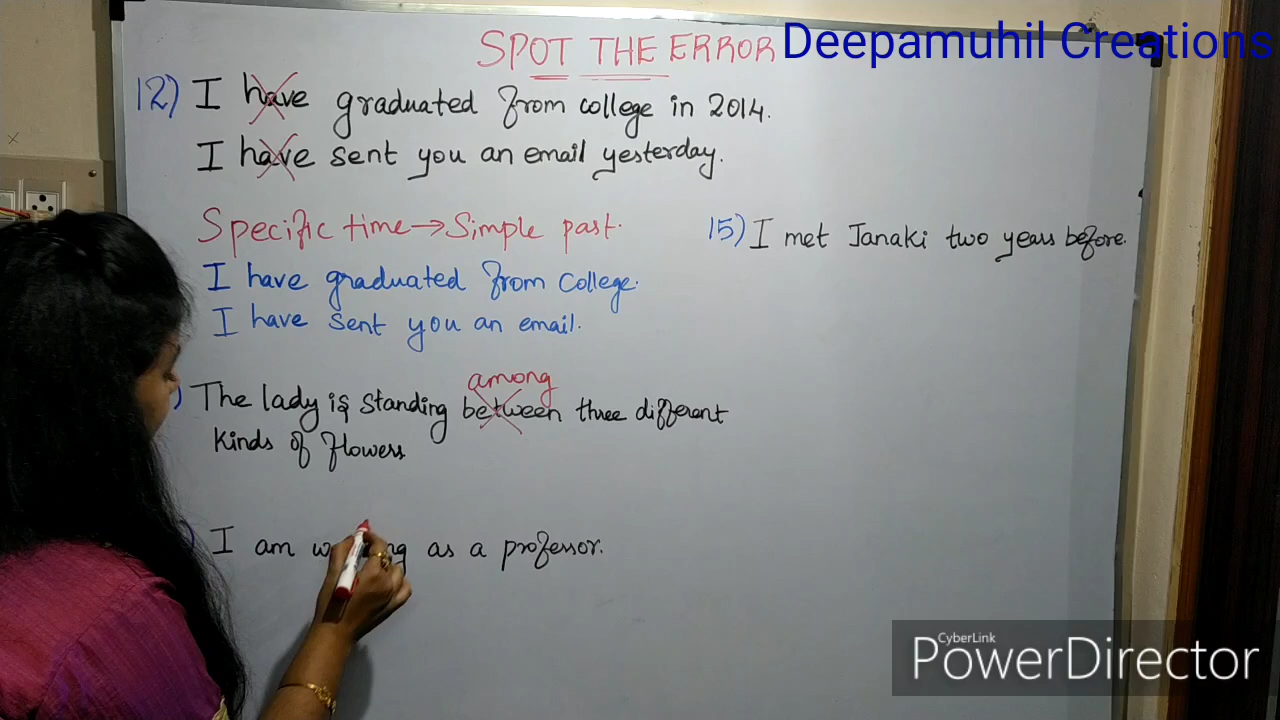 SPOT THE ERROR
Deepamuhil Creations
12) I have graduated from college in 2014.
I have sent you an email yesterday.
Specific time → Simple past.
I have graduated from College.
I have sent you an email.
among
) The lady is standing between three different
kinds of flowers
) I am as a professor.
15) I met Janaki two years before.
CyberLink
PowerDirector